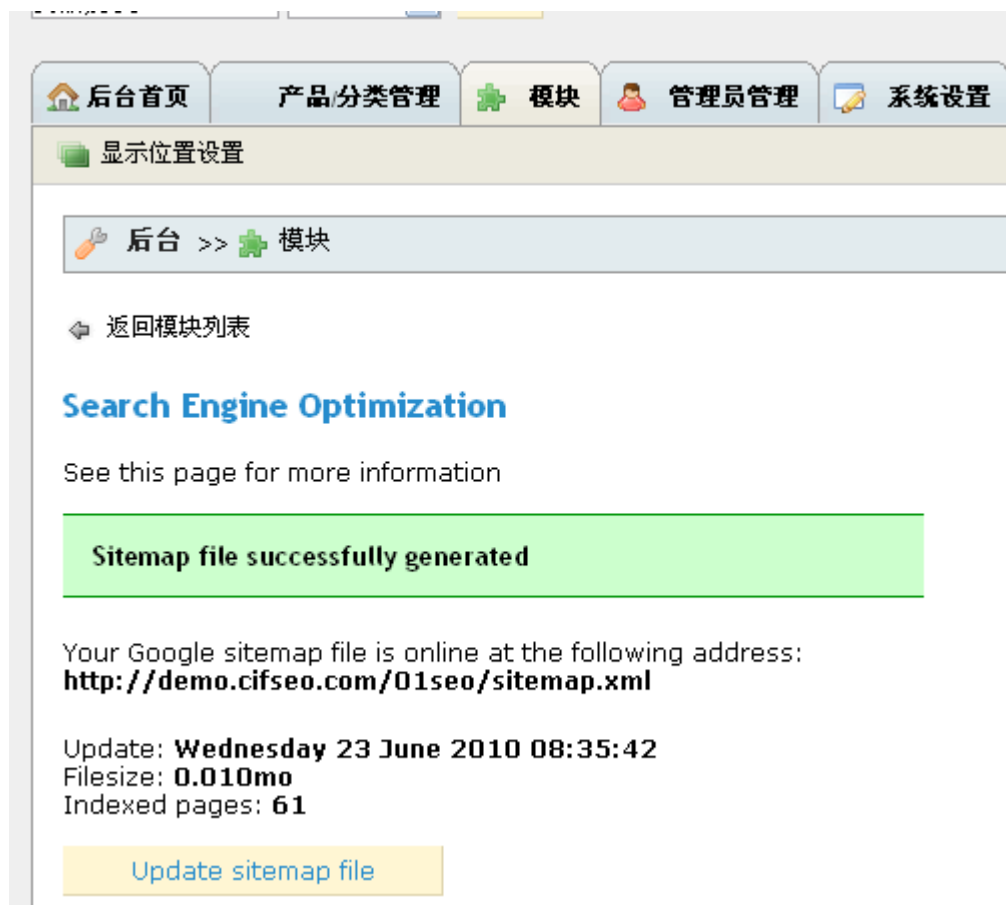 后台首页 产品/分类管理 模块 管理员管理 系统设置
显示位置设置
后台 >> 模块
返回模块列表
Search Engine Optimization
See this page for more information
Sitemap file successfully generated
Your Google sitemap file is online at the following address:
http://demo.cifseo.com/01seo/sitemap.xml
Update: Wednesday 23 June 2010 08:35:42
Filesize: 0.010mo
Indexed pages: 61
Update sitemap file